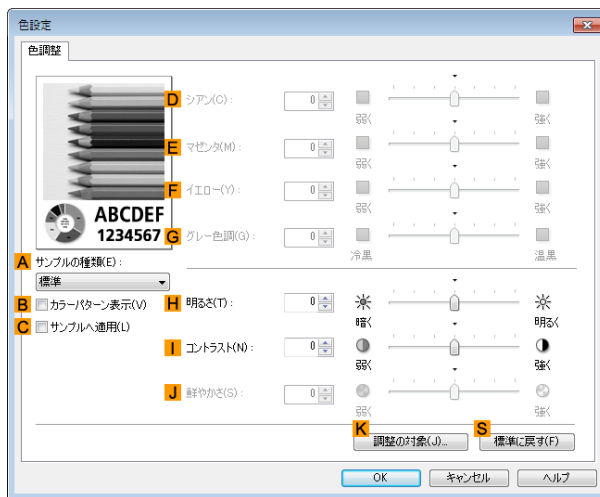 色設定
色調整
ABCDEF
1234567
A サンプルの種類(E):
標準
B カラーパターン表示(V)
C サンプルへ適用(L)
D シアン(C): 0
弱く 強く
E マゼンタ(M): 0
弱く 強く
F イエロー(Y): 0
弱く 強く
G グレー色調(G): 0
冷黒 温黒
H 明るさ(T): 0
暗く 明るく
I コントラスト(N): 0
弱く 強く
J 鮮やかさ(S): 0
弱く 強く
K 調整の対象(J)...
S 標準に戻す(F)
OK キャンセル ヘルプ